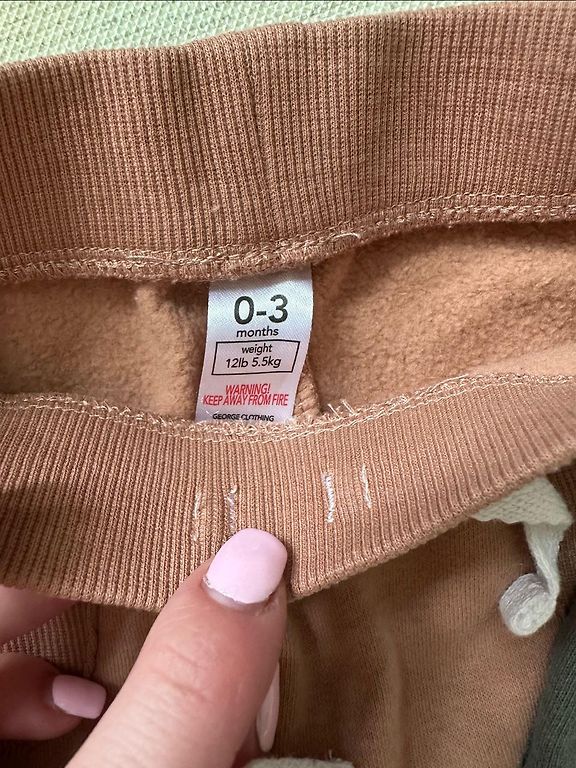 0-3
months
weight
12lb 5.5kg
WARNING!
KEEP AWAY FROM FIRE
GEORGE CLOTHING